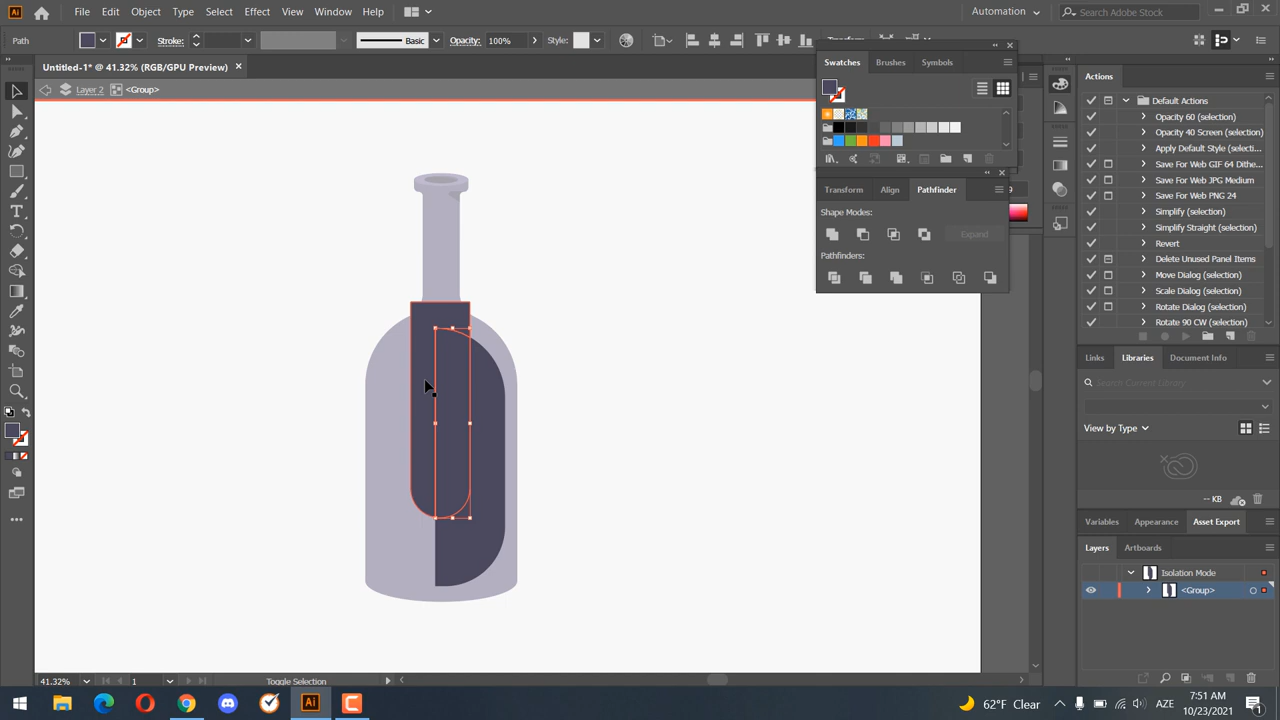 Ai File Edit Object Type Select Effect View Window Help Automation Search Adobe Stock
Path Stroke: Basic Opacity: 100% Style: Transform
Untitled-1* @ 41.32% (RGB/GPU Preview) ×
Layer 2 <Group>
Swatches Brushes Symbols
Transform Align Pathfinder
Shape Modes:
Expand
Pathfinders:
Actions
Default Actions
Opacity 60 (selection)
Opacity 40 Screen (selection)
Apply Default Style (selecti...
Save For Web GIF 64 Dithe...
Save For Web JPG Medium
Save For Web PNG 24
Simplify (selection)
Simplify Straight (selection)
Revert
Delete Unused Panel Items
Move Dialog (selection)
Scale Dialog (selection)
Rotate Dialog (selection)
Rotate 90 CW (selection)
Links Libraries Document Info
Search Current Library
View by Type
-- KB
Variables Appearance Asset Export
Layers Artboards
Isolation Mode
<Group>
41.32% 1 Toggle Selection
Ai 62°F Clear AZE 7:51 AM
10/23/2021